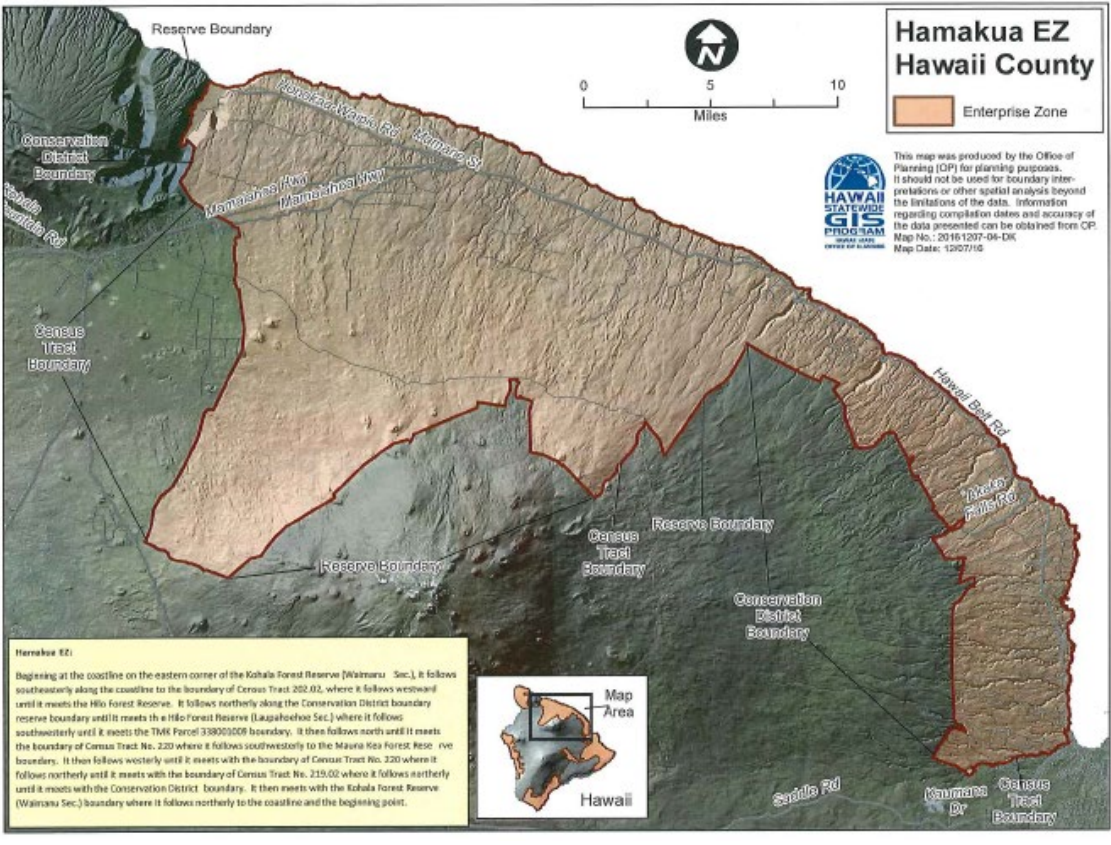 Reserve Boundary
N
0 5 10
Miles
Hamakua EZ
Hawaii County
Enterprise Zone
Honokaa-Waipio Rd
Mamane St
Conservation
District
Boundary
Mamalahoa Hwy
Mamalahoa Hwy
Mountain Rd
HAWAII
STATEWIDE
GIS
PROGRAM
This map was produced by the Office of
Planning (OP) for planning purposes.
It should not be used for boundary inter-
pretations or other spatial analysis beyond
the limitations of the data. Information
regarding compilation dates and accuracy of
the data presented can be obtained from OP.
Map No.: 20161207-04-DK
Map Date: 12/07/16
Census
Tract
Boundary
Hawaii Belt Rd
'Akaka
Falls Rd
Reserve Boundary
Census
Tract
Boundary
Reserve Boundary
Conservation
District
Boundary
Hamakua EZ:
Beginning at the coastline on the eastern corner of the Kohala Forest Reserve (Waimanu Sec.), it follows
southeasterly along the coastline to the boundary of Census Tract 202.02, where it follows westward
until it meets the Hilo Forest Reserve. It follows northerly along the Conservation District boundary
reserve boundary until it meets th e Hilo Forest Reserve (Laupahoehoe Sec.) where it follows
southwesterly until it meets the TMK Parcel 338001009 boundary. It then follows north until it meets
the boundary of Census Tract No. 220 where it follows southwesterly to the Mauna Kea Forest Rese rve
boundary. It then follows westerly until it meets with the boundary of Census Tract No. 220 where it
follows northerly until it meets with the boundary of Census Tract No. 219.02 where it follows northerly
until it meets with the Conservation District boundary. It then meets with the Kohala Forest Reserve
(Waimanu Sec.) boundary where it follows northerly to the coastline and the beginning point.
Map
Area
Hawaii
Saddle Rd
Kaumana
Dr
Census
Tract
Boundary